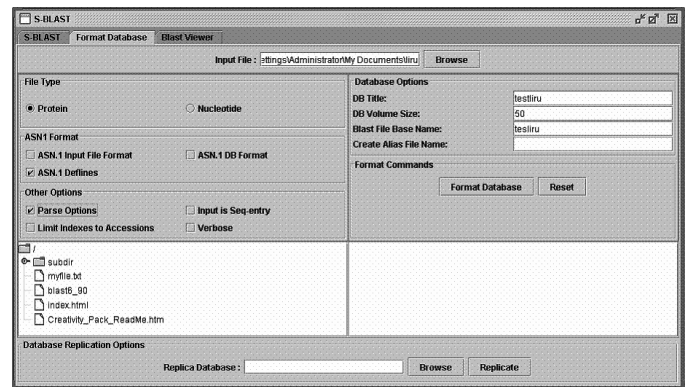 S-BLAST
S-BLAST Format Database Blast Viewer
Input File : ettings\Administrator\My Documents\liru Browse
File Type
Protein Nucleotide
ASN1 Format
ASN.1 Input File Format ASN.1 DB Format
ASN.1 Deflines
Other Options
Parse Options Input is Seq-entry
Limit Indexes to Accessions Verbose
Database Options
DB Title: testliru
DB Volume Size: 50
Blast File Base Name: tesliru
Create Alias File Name:
Format Commands
Format Database Reset
/
subdir
myfile.txt
blast6_90
index.html
Creativity_Pack_ReadMe.htm
Database Replication Options
Replica Database : Browse Replicate